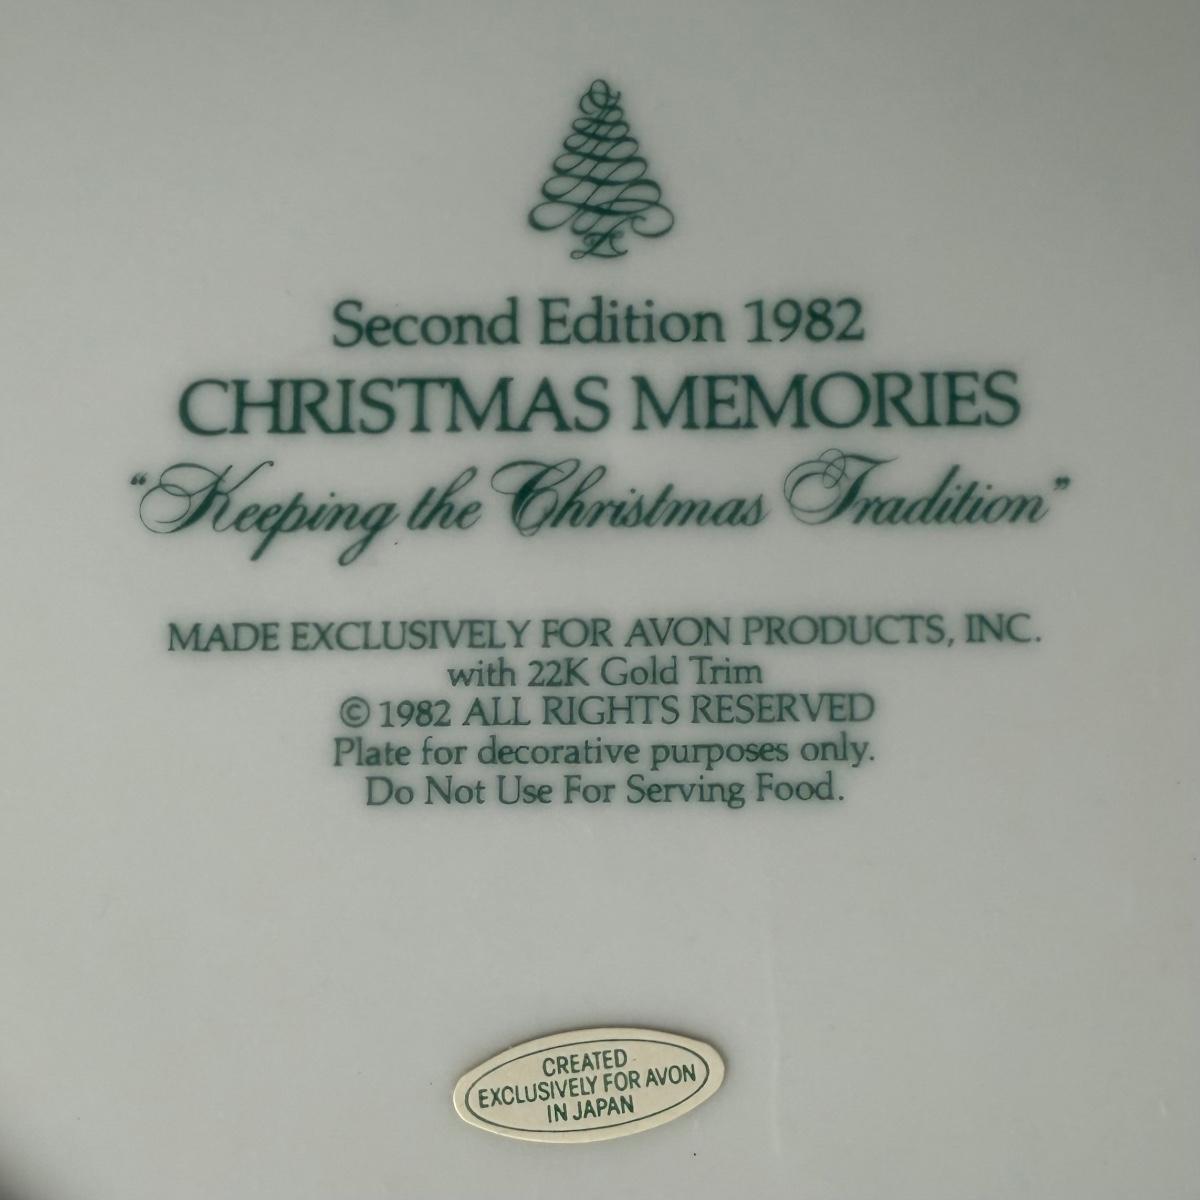 Second Edition 1982
CHRISTMAS MEMORIES
“Keeping the Christmas Tradition”
MADE EXCLUSIVELY FOR AVON PRODUCTS, INC.
with 22K Gold Trim
© 1982 ALL RIGHTS RESERVED
Plate for decorative purposes only.
Do Not Use For Serving Food.
CREATED
EXCLUSIVELY FOR AVON
IN JAPAN